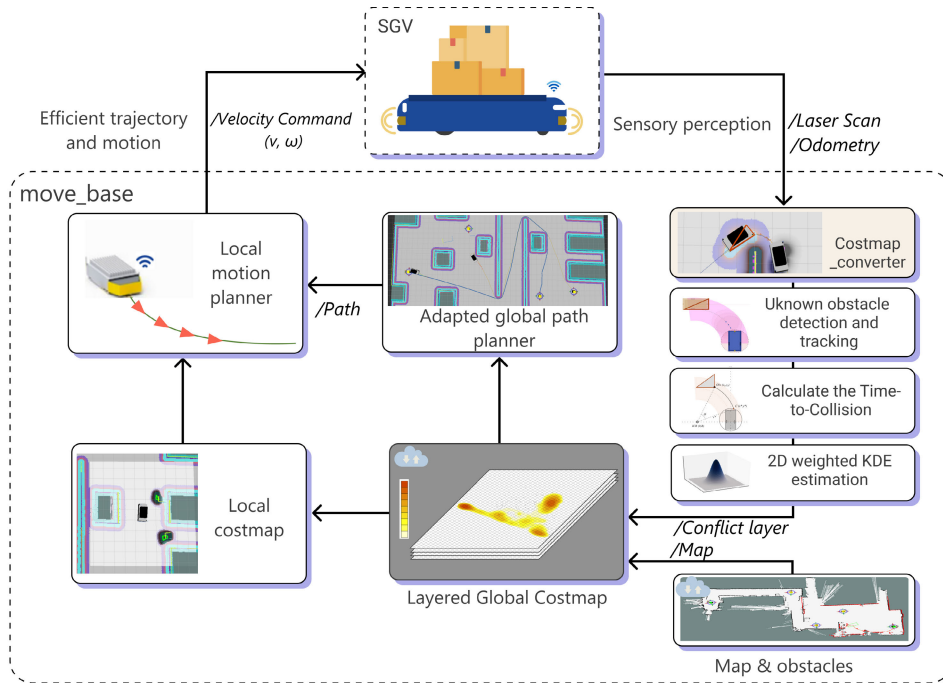 SGV
Efficient trajectory
and motion
/Velocity Command
(v, ω)
Sensory perception
/Laser Scan
/Odometry
move_base
Local
motion
planner
/Path
Adapted global path
planner
Costmap
_converter
Uknown obstacle
detection and
tracking
Calculate the Time-
to-Collision
2D weighted KDE
estimation
Local
costmap
/Conflict layer
/Map
Layered Global Costmap
Map & obstacles